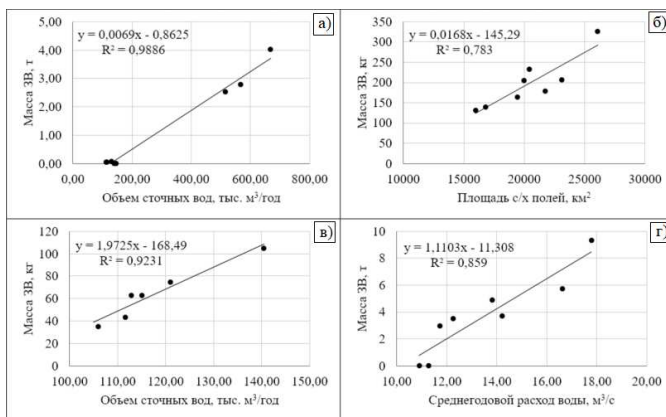 а)
y = 0,0069x - 0,8625
R² = 0,9886
Масса ЗВ, т
5,00
4,00
3,00
2,00
1,00
0,00
0,00 200,00 400,00 600,00 800,00
Объем сточных вод, тыс. м³/год
б)
y = 0,0168x - 145,29
R² = 0,783
Масса ЗВ, кг
350
300
250
200
150
100
50
0
10000 15000 20000 25000 30000
Площадь с/х полей, км²
в)
y = 1,9725x - 168,49
R² = 0,9231
Масса ЗВ, кг
120
100
80
60
40
20
0
100,00 110,00 120,00 130,00 140,00 150,00
Объем сточных вод, тыс. м³/год
г)
y = 1,1103x - 11,308
R² = 0,859
Масса ЗВ, т
10
8
6
4
2
0
10,00 12,00 14,00 16,00 18,00 20,00
Среднегодовой расход воды, м³/с